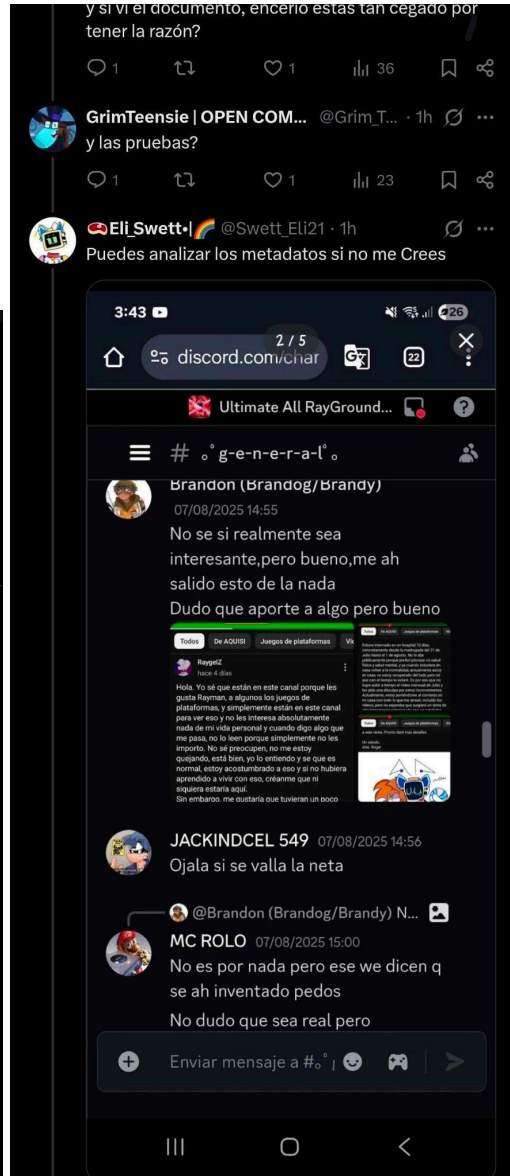 y si vi el documento, encerio estas tan cegado por
tener la razón?
1 1 36
GrimTeensie | OPEN COM... @Grim_T... · 1h
y las pruebas?
1 1 23
Eli_Swett•| @Swett_Eli21 · 1h
Puedes analizar los metadatos si no me Crees
3:43 26
2 / 5
discord.com/char 22
Ultimate All RayGround...
# ｡ﾟg-e-n-e-r-a-lﾟ｡
Brandon (Brandog/Brandy)
07/08/2025 14:55
No se si realmente sea
interesante,pero bueno,me ah
salido esto de la nada
Dudo que aporte a algo pero bueno
Todos De AQUISI Juegos de plataformas
RaygelZ
hace 4 días
Hola. Yo sé que están en este canal porque les
gusta Rayman, a algunos los juegos de
plataformas, y simplemente están en este canal
para ver eso y no les interesa absolutamente
nada de mi vida personal y cuando digo algo que
me pasa, no lo leen porque simplemente no les
importo. No sé preocupen, no me estoy
quejando, está bien, yo lo entiendo y se que es
normal, estoy acostumbrado a eso y si no hubiera
aprendido a vivir con eso, créanme que ni
siquiera estaría aquí.
Sin embargo, me gustaría que tuvieran un poco
JACKINDCEL 549 07/08/2025 14:56
Ojala si se valla la neta
@Brandon (Brandog/Brandy) N...
MC ROLO 07/08/2025 15:00
No es por nada pero ese we dicen q
se ah inventado pedos
No dudo que sea real pero
Enviar mensaje a #｡ﾟ